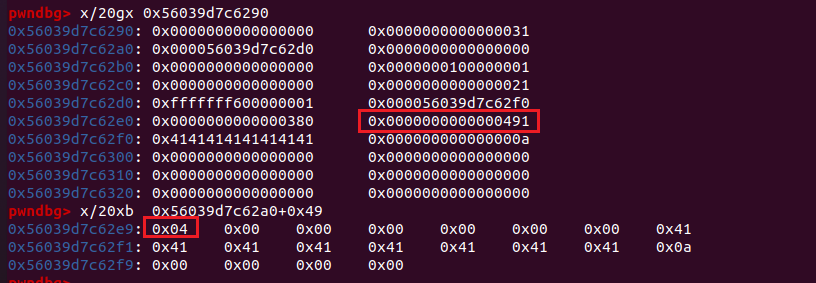 pwndbg> x/20gx 0x56039d7c6290
0x56039d7c6290: 0x0000000000000000 0x0000000000000031
0x56039d7c62a0: 0x000056039d7c62d0 0x0000000000000000
0x56039d7c62b0: 0x0000000000000000 0x0000000100000001
0x56039d7c62c0: 0x0000000000000000 0x0000000000000021
0x56039d7c62d0: 0xfffffff600000001 0x000056039d7c62f0
0x56039d7c62e0: 0x0000000000000380 0x0000000000000491
0x56039d7c62f0: 0x4141414141414141 0x000000000000000a
0x56039d7c6300: 0x0000000000000000 0x0000000000000000
0x56039d7c6310: 0x0000000000000000 0x0000000000000000
0x56039d7c6320: 0x0000000000000000 0x0000000000000000
pwndbg> x/20xb 0x56039d7c62a0+0x49
0x56039d7c62e9: 0x04 0x00 0x00 0x00 0x00 0x00 0x00 0x41
0x56039d7c62f1: 0x41 0x41 0x41 0x41 0x41 0x41 0x41 0x0a
0x56039d7c62f9: 0x00 0x00 0x00 0x00